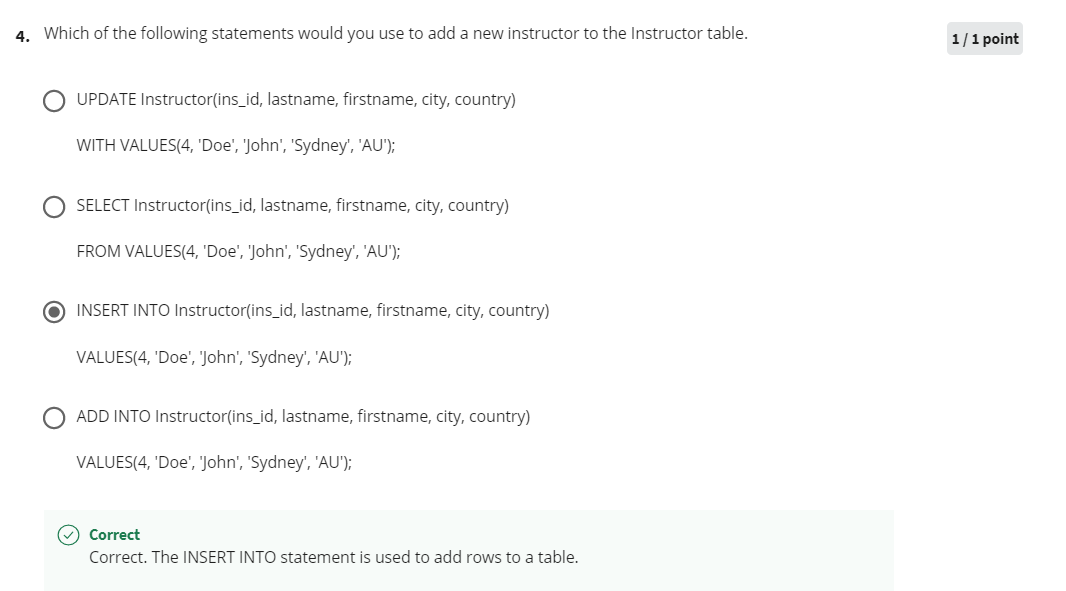 4. Which of the following statements would you use to add a new instructor to the Instructor table.
1 / 1 point
UPDATE Instructor(ins_id, lastname, firstname, city, country)
WITH VALUES(4, 'Doe', 'John', 'Sydney', 'AU');
SELECT Instructor(ins_id, lastname, firstname, city, country)
FROM VALUES(4, 'Doe', 'John', 'Sydney', 'AU');
INSERT INTO Instructor(ins_id, lastname, firstname, city, country)
VALUES(4, 'Doe', 'John', 'Sydney', 'AU');
ADD INTO Instructor(ins_id, lastname, firstname, city, country)
VALUES(4, 'Doe', 'John', 'Sydney', 'AU');
Correct
Correct. The INSERT INTO statement is used to add rows to a table.